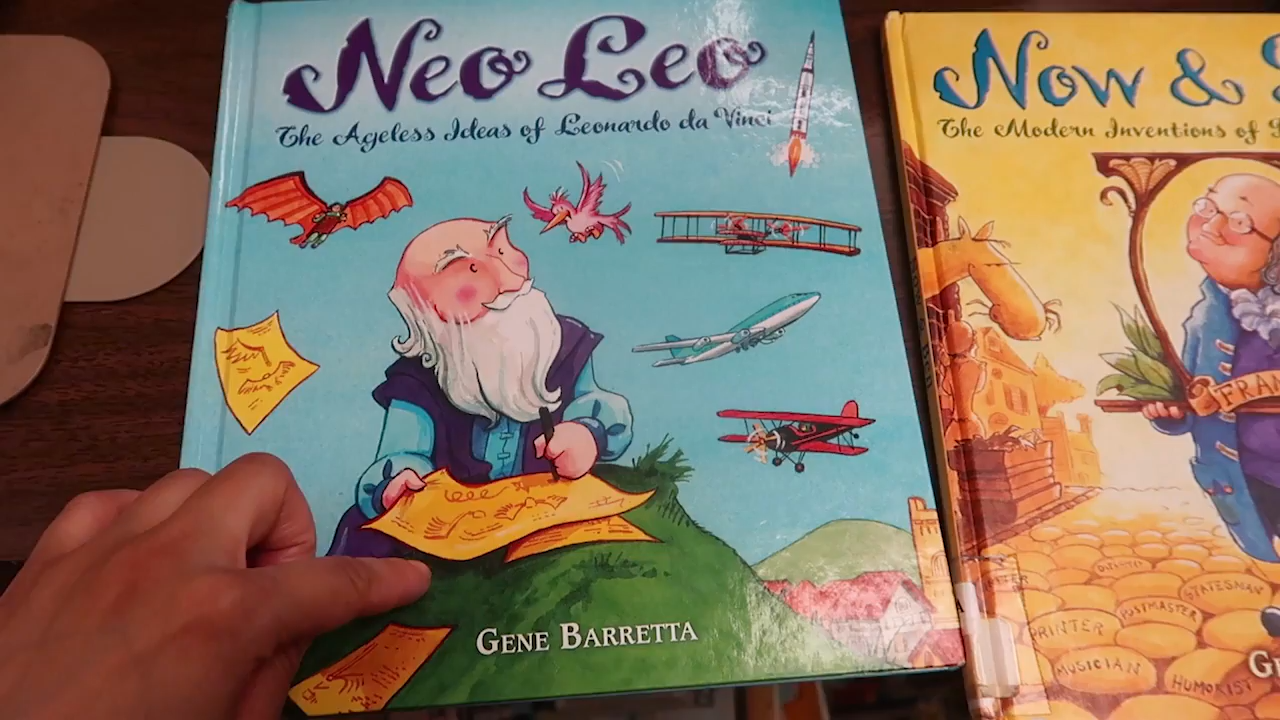 Neo Leo
The Ageless Ideas of Leonardo da Vinci
GENE BARRETTA
Now &
The Modern Inventions of
FRA
STATESMAN
POSTMASTER
PRINTER
MUSICIAN
HUMORIST
G